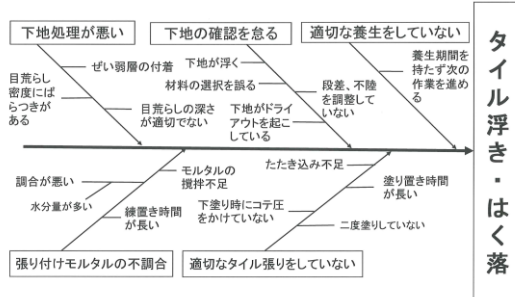 下地処理が悪い
下地の確認を怠る
適切な養生をしていない
タイル浮き・はく落
ぜい弱層の付着
目荒らし
密度にば
らつきが
ある
目荒らしの深さ
が適切でない
下地が浮く
材料の選択を誤る
下地がドライ
アウトを起こ
している
段差、不陸
を調整して
いない
養生期間を
持たず次の
作業を進め
る
調合が悪い
水分量が多い
モルタルの
撹拌不足
練置き時間
が長い
たたき込み不足
下塗り時にコテ圧
をかけていない
塗り置き時間
が長い
二度塗りしていない
張り付けモルタルの不調合
適切なタイル張りをしていない